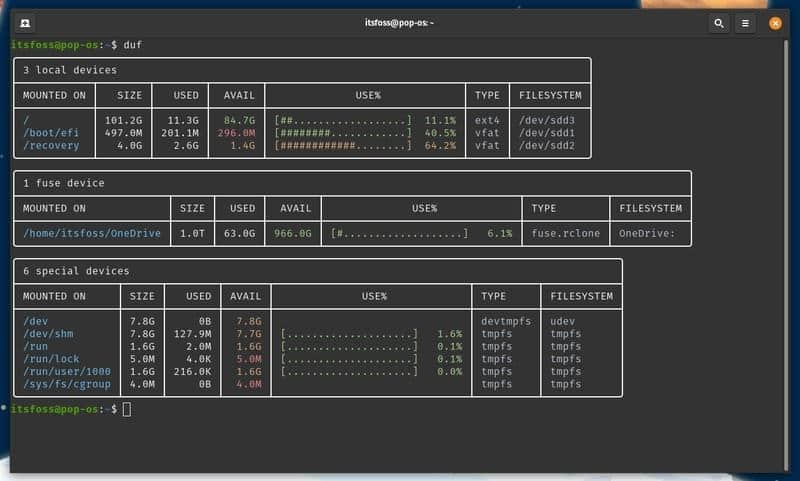 itsfoss@pop-os: ~
itsfoss@pop-os:~$ duf
3 local devices
MOUNTED ON SIZE USED AVAIL USE% TYPE FILESYSTEM
/ 101.2G 11.3G 84.7G [##..................] 11.1% ext4 /dev/sdd3
/boot/efi 497.0M 201.1M 296.0M [########............] 40.5% vfat /dev/sdd1
/recovery 4.0G 2.6G 1.4G [############........] 64.2% vfat /dev/sdd2
1 fuse device
MOUNTED ON SIZE USED AVAIL USE% TYPE FILESYSTEM
/home/itsfoss/OneDrive 1.0T 63.0G 966.0G [#...................] 6.1% fuse.rclone OneDrive:
6 special devices
MOUNTED ON SIZE USED AVAIL USE% TYPE FILESYSTEM
/dev 7.8G 0B 7.8G devtmpfs udev
/dev/shm 7.8G 127.9M 7.7G [....................] 1.6% tmpfs tmpfs
/run 1.6G 2.0M 1.6G [....................] 0.1% tmpfs tmpfs
/run/lock 5.0M 4.0K 5.0M [....................] 0.1% tmpfs tmpfs
/run/user/1000 1.6G 216.0K 1.6G [....................] 0.0% tmpfs tmpfs
/sys/fs/cgroup 4.0M 0B 4.0M tmpfs tmpfs
itsfoss@pop-os:~$